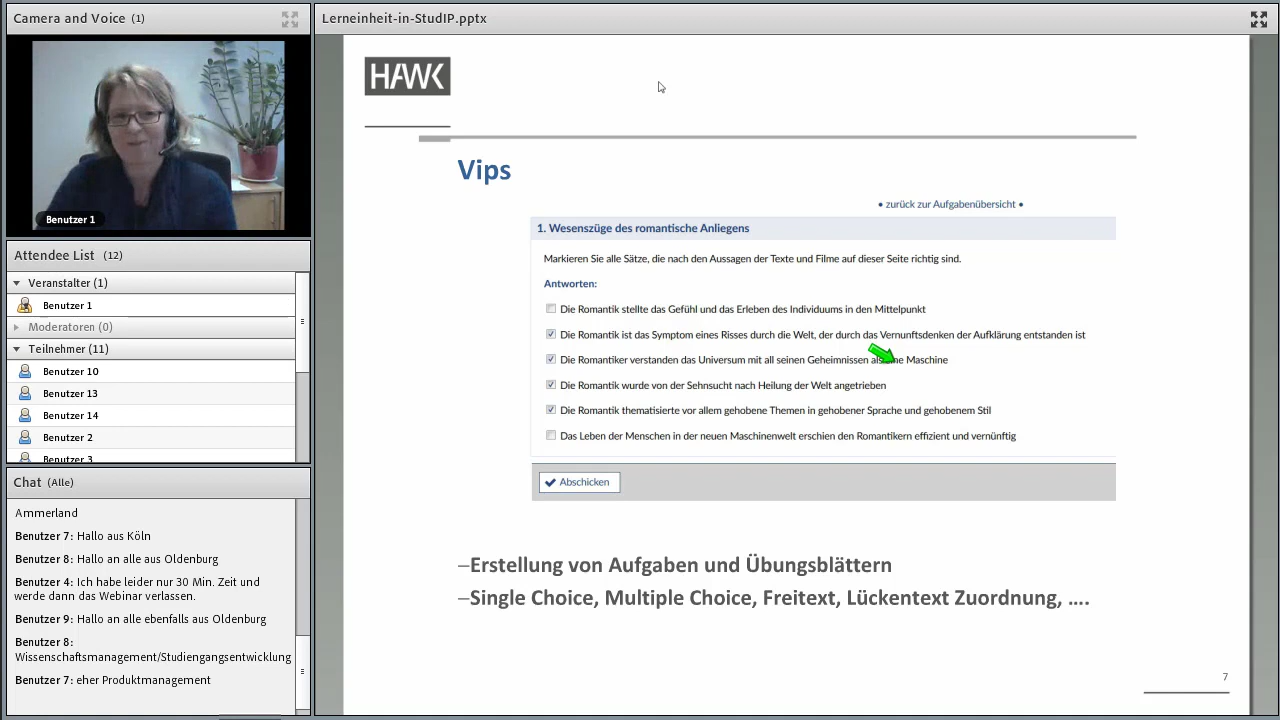 Camera and Voice (1)
Benutzer 1
Attendee List (12)
Veranstalter (1)
Benutzer 1
Moderatoren (0)
Teilnehmer (11)
Benutzer 10
Benutzer 13
Benutzer 14
Benutzer 2
Benutzer 3
Chat (Alle)
Ammerland
Benutzer 7: Hallo aus Köln
Benutzer 8: Hallo an alle aus Oldenburg
Benutzer 4: Ich habe leider nur 30 Min. Zeit und
werde dann das Webinar verlassen.
Benutzer 9: Hallo an alle ebenfalls aus Oldenburg
Benutzer 8:
Wissenschaftsmanagement/Studiengangsentwicklung
Benutzer 7: eher Produktmanagement
Lerneinheit-in-StudIP.pptx
HAWK
Vips
• zurück zur Aufgabenübersicht •
1. Wesenszüge des romantische Anliegens
Markieren Sie alle Sätze, die nach den Aussagen der Texte und Filme auf dieser Seite richtig sind.
Antworten:
Die Romantik stellte das Gefühl und das Erleben des Individuums in den Mittelpunkt
Die Romantik ist das Symptom eines Risses durch die Welt, der durch das Vernunftsdenken der Aufklärung entstanden ist
Die Romantiker verstanden das Universum mit all seinen Geheimnissen als eine Maschine
Die Romantik wurde von der Sehnsucht nach Heilung der Welt angetrieben
Die Romantik thematisierte vor allem gehobene Themen in gehobener Sprache und gehobenem Stil
Das Leben der Menschen in der neuen Maschinenwelt erschien den Romantikern effizient und vernünftig
Abschicken
–Erstellung von Aufgaben und Übungsblättern
–Single Choice, Multiple Choice, Freitext, Lückentext Zuordnung, ….
7